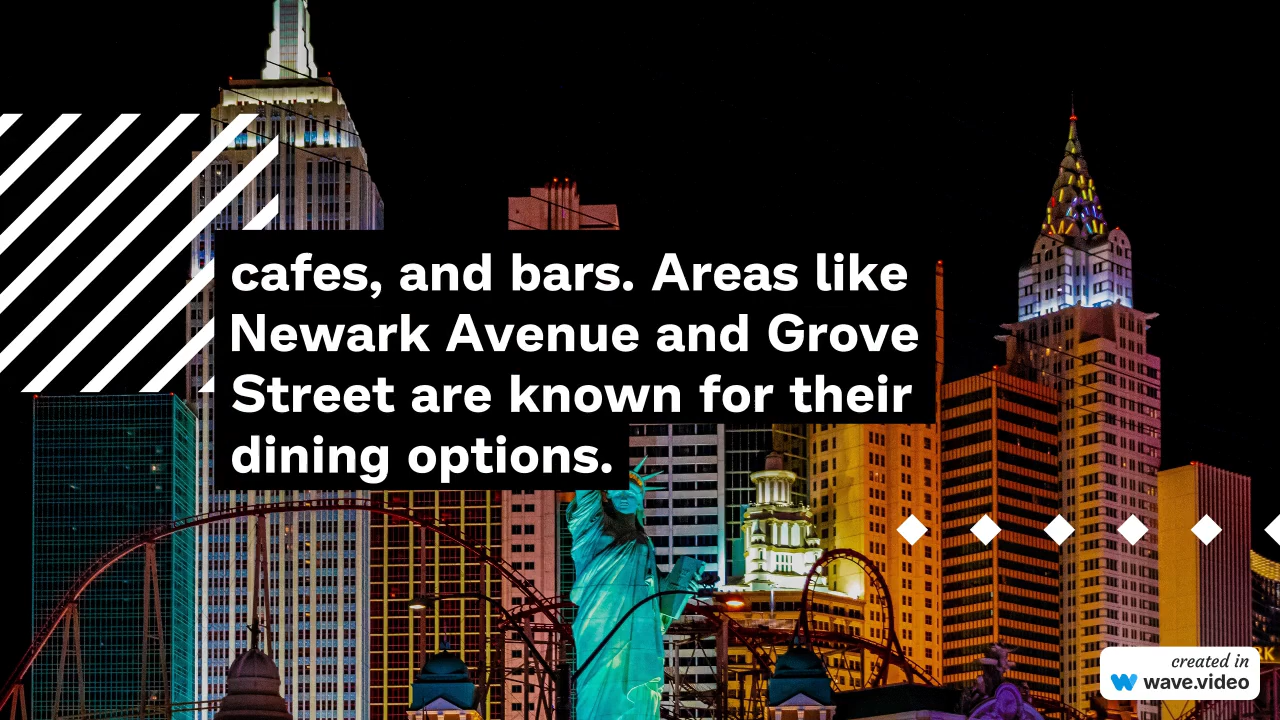 cafes, and bars. Areas like
Newark Avenue and Grove
Street are known for their
dining options.
created in
wave.video